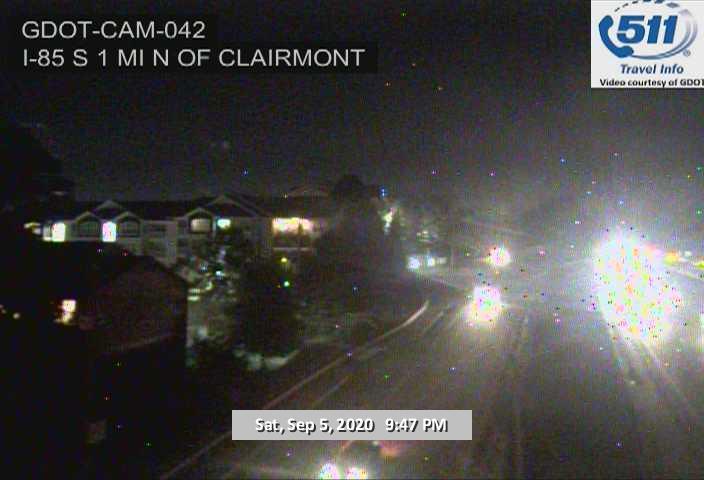 GDOT-CAM-042
I-85 S 1 MI N OF CLAIRMONT
511
®
Travel Info
Video courtesy of GDOT
Sat, Sep 5, 2020 9:47 PM